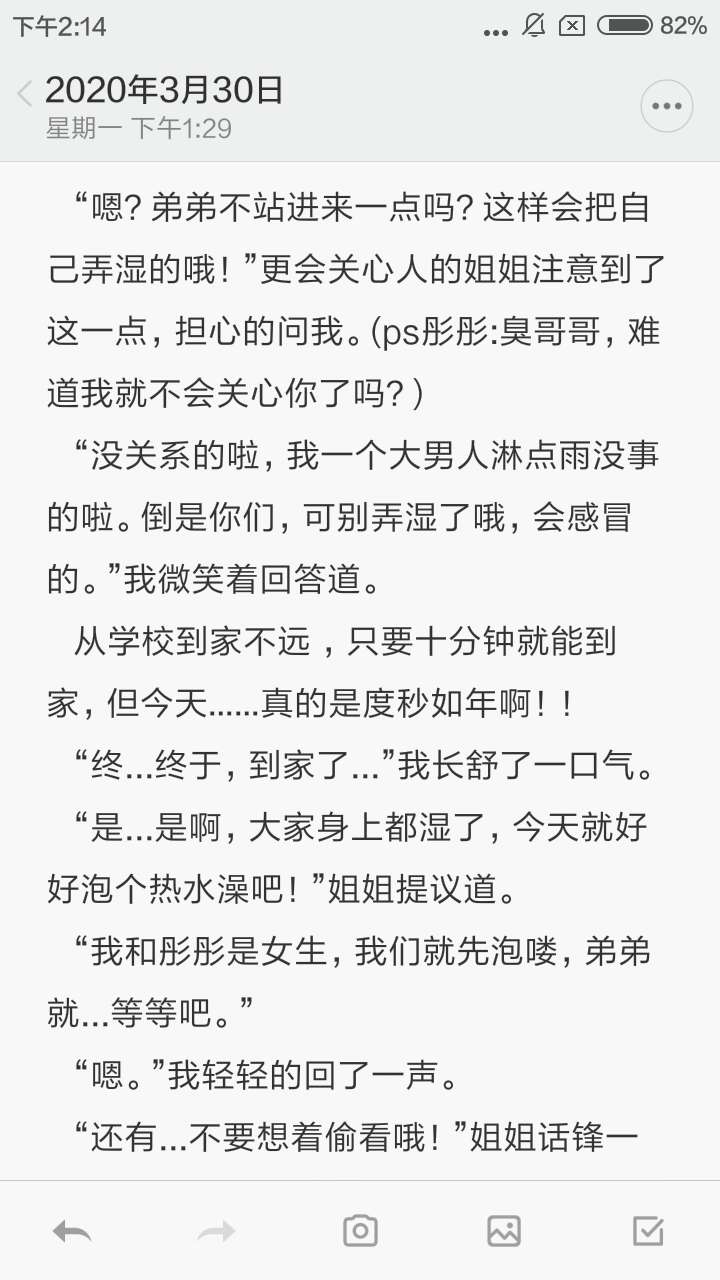 下午2:14
82%
2020年3月30日
星期一 下午1:29
“嗯？弟弟不站进来一点吗？这样会把自
己弄湿的哦！”更会关心人的姐姐注意到了
这一点，担心的问我。(ps彤彤:臭哥哥，难
道我就不会关心你了吗？)
“没关系的啦，我一个大男人淋点雨没事
的啦。倒是你们，可别弄湿了哦，会感冒
的。”我微笑着回答道。
从学校到家不远，只要十分钟就能到
家，但今天……真的是度秒如年啊！！
“终...终于，到家了...”我长舒了一口气。
“是...是啊，大家身上都湿了，今天就好
好泡个热水澡吧！”姐姐提议道。
“我和彤彤是女生，我们就先泡喽，弟弟
就...等等吧。”
“嗯。”我轻轻的回了一声。
“还有...不要想着偷看哦！”姐姐话锋一